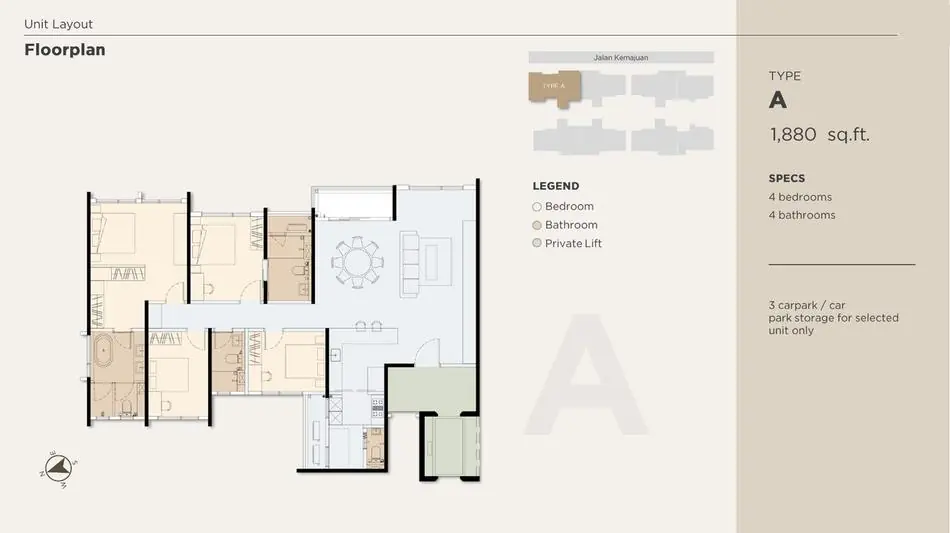 Unit Layout
Floorplan
Jalan Kemajuan
TYPE A
TYPE
A
1,880 sq.ft.
SPECS
4 bedrooms
4 bathrooms
3 carpark / car
park storage for selected
unit only
LEGEND
Bedroom
Bathroom
Private Lift
A
N
E
S
W